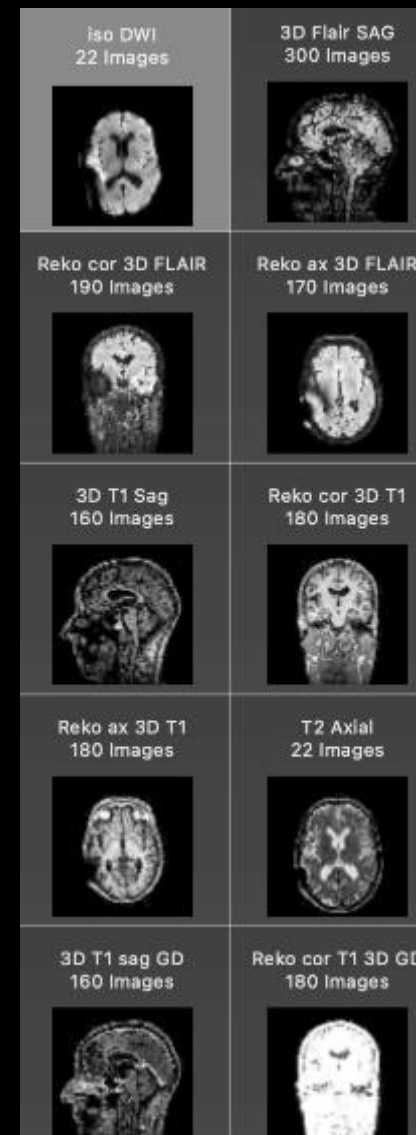 iso DWI
22 Images
3D Flair SAG
300 Images
Reko cor 3D FLAIR
190 Images
Reko ax 3D FLAIR
170 Images
3D T1 Sag
160 Images
Reko cor 3D T1
180 Images
Reko ax 3D T1
180 Images
T2 Axial
22 Images
3D T1 sag GD
160 Images
Reko cor T1 3D GD
180 Images